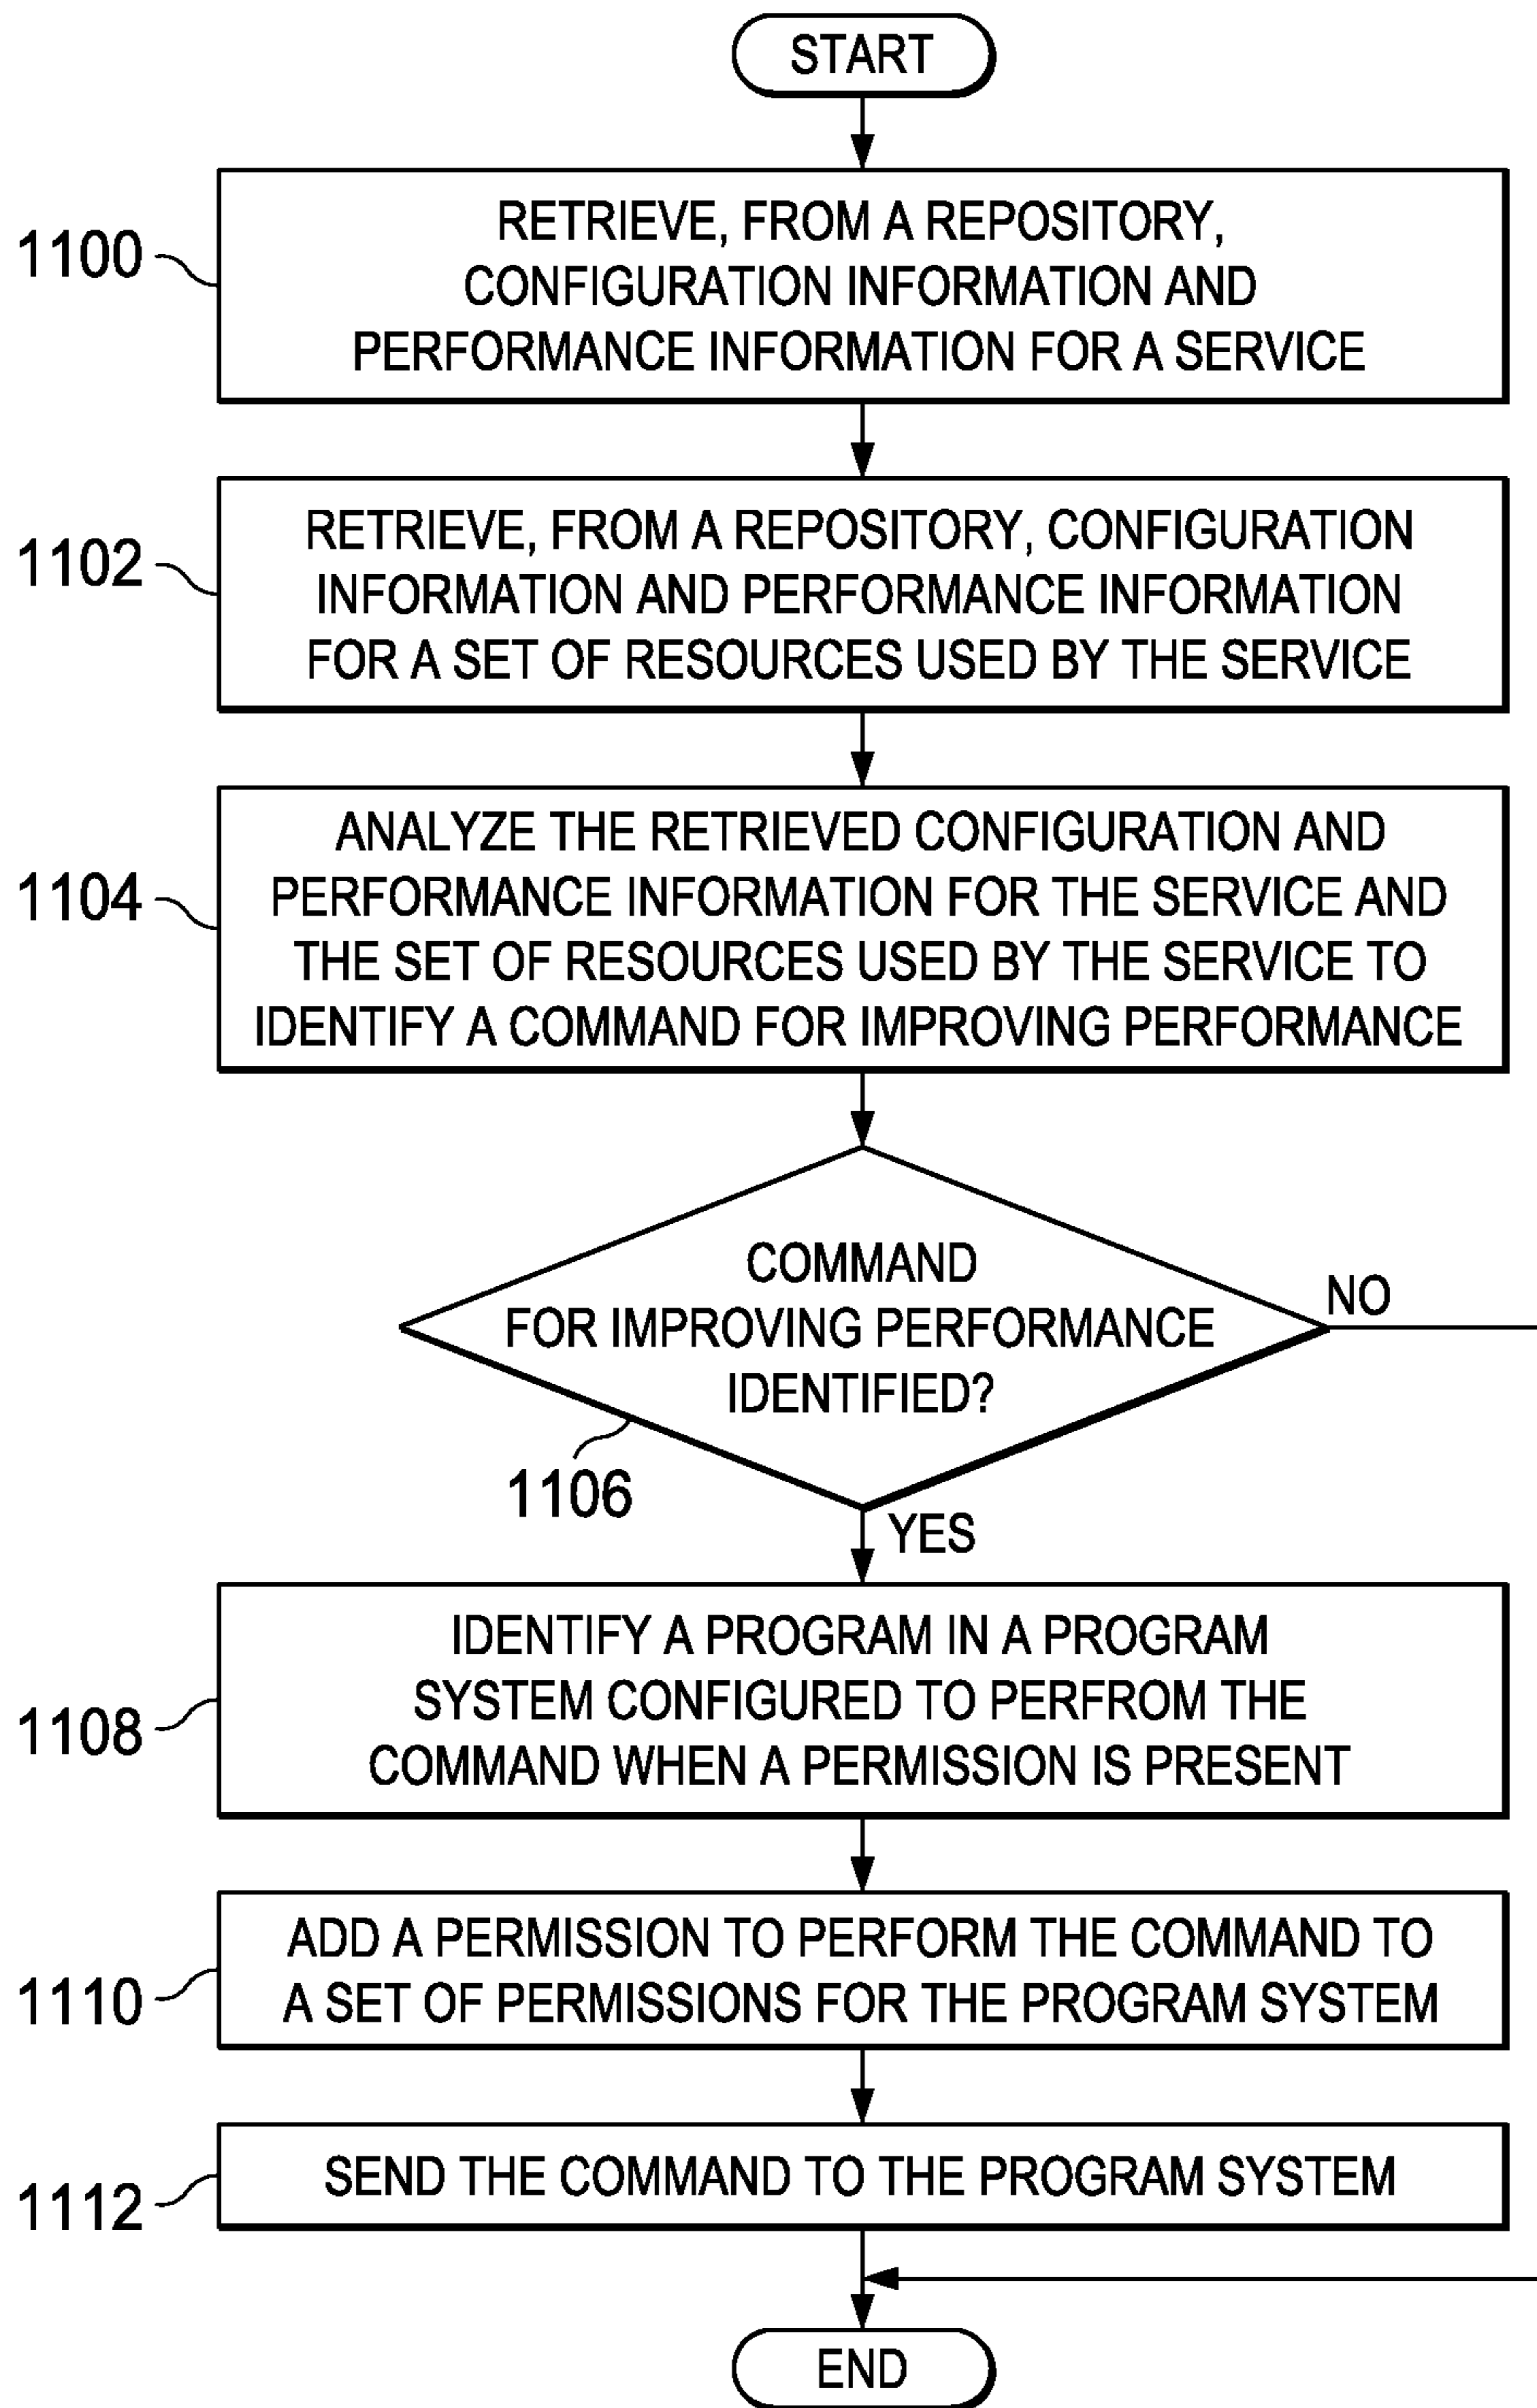 START
1100
RETRIEVE, FROM A REPOSITORY,
CONFIGURATION INFORMATION AND
PERFORMANCE INFORMATION FOR A SERVICE
1102
RETRIEVE, FROM A REPOSITORY, CONFIGURATION
INFORMATION AND PERFORMANCE INFORMATION
FOR A SET OF RESOURCES USED BY THE SERVICE
1104
ANALYZE THE RETRIEVED CONFIGURATION AND
PERFORMANCE INFORMATION FOR THE SERVICE AND
THE SET OF RESOURCES USED BY THE SERVICE TO
IDENTIFY A COMMAND FOR IMPROVING PERFORMANCE
COMMAND
FOR IMPROVING PERFORMANCE
IDENTIFIED?
NO
1106
YES
1108
IDENTIFY A PROGRAM IN A PROGRAM
SYSTEM CONFIGURED TO PERFROM THE
COMMAND WHEN A PERMISSION IS PRESENT
1110
ADD A PERMISSION TO PERFORM THE COMMAND TO
A SET OF PERMISSIONS FOR THE PROGRAM SYSTEM
1112
SEND THE COMMAND TO THE PROGRAM SYSTEM
END